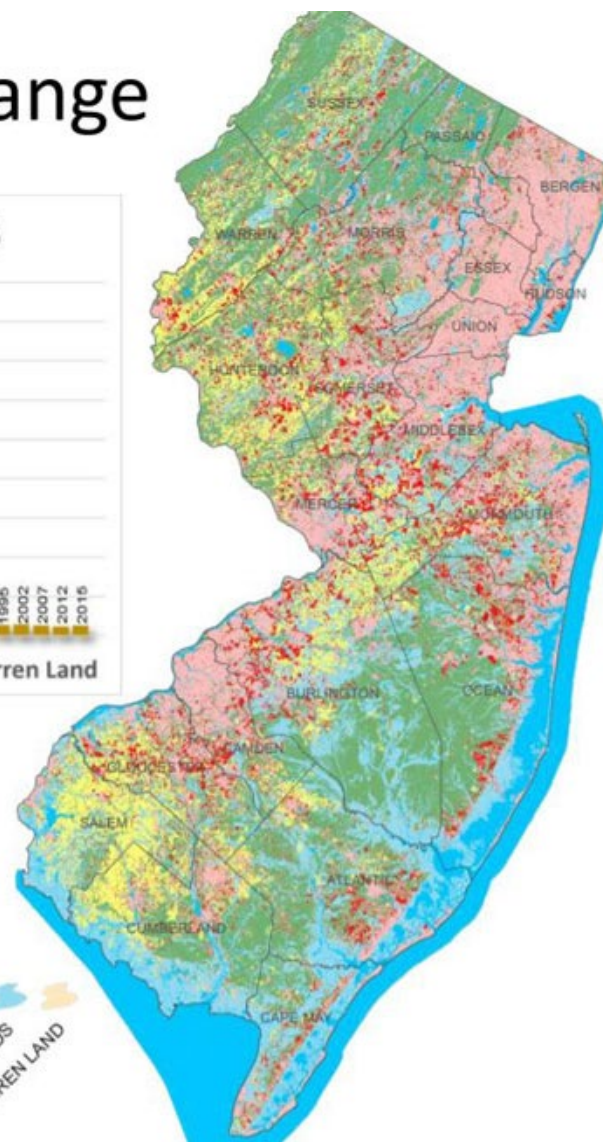 ange
SUSSEX
PASSAIC
BERGEN
WARREN
MORRIS
ESSEX
HUDSON
UNION
HUNTERDON
SOMERSET
MIDDLESEX
MERCER
MONMOUTH
1995
2002
2007
2012
2015
rren Land
BURLINGTON
OCEAN
CAMDEN
GLOUCESTER
SALEM
ATLANTIC
CUMBERLAND
CAPE MAY
DS
REN LAND